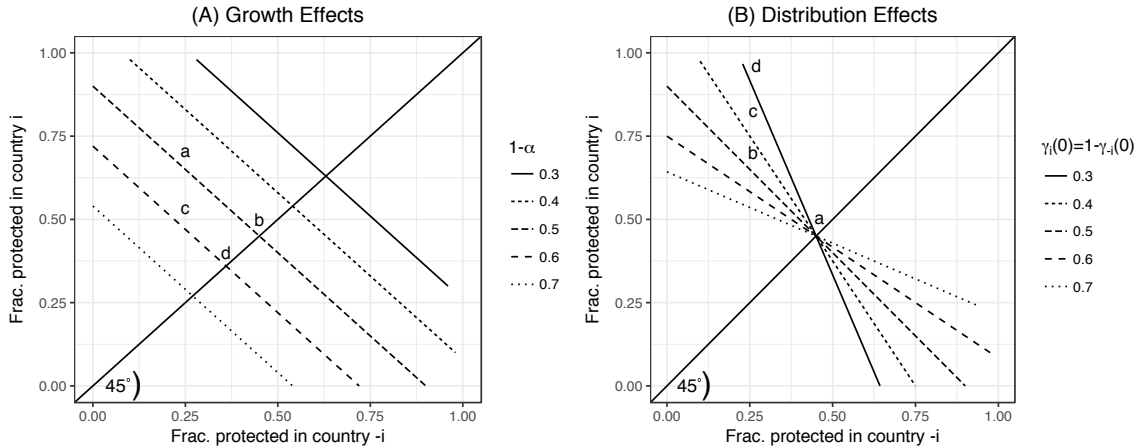 (A) Growth Effects
1.00
0.75
0.50
0.25
0.00
Frac. protected in country i
a
b
c
d
45°)
0.00
0.25
0.50
0.75
1.00
Frac. protected in country -i
1-α
0.3
0.4
0.5
0.6
0.7
(B) Distribution Effects
1.00
0.75
0.50
0.25
0.00
Frac. protected in country i
d
c
b
a
45°)
0.00
0.25
0.50
0.75
1.00
Frac. protected in country -i
γi(0)=1-γ-i(0)
0.3
0.4
0.5
0.6
0.7